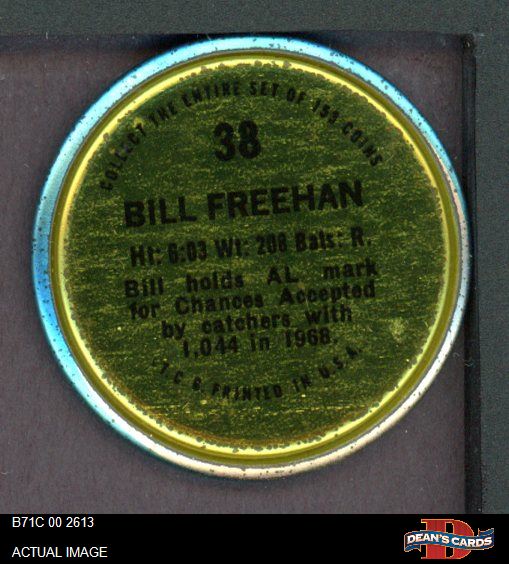 COLLECT THE ENTIRE SET OF 153 COINS
38
BILL FREEHAN
Ht: 6:03 Wt: 208 Bats: R.
Bill holds AL mark
for Chances Accepted
by catchers with
1,044 in 1968.
T.C.G. PRINTED IN U.S.A.
B71C 00 2613
ACTUAL IMAGE
DEAN'S CARDS